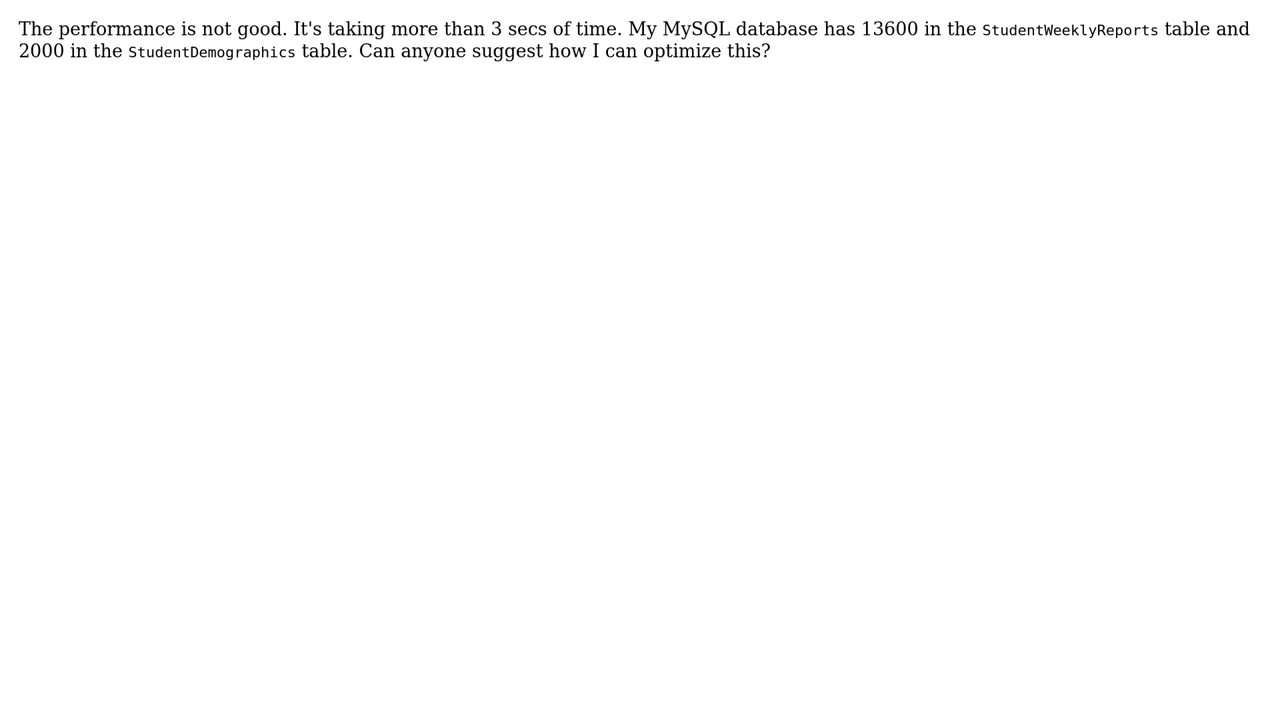 The performance is not good. It's taking more than 3 secs of time. My MySQL database has 13600 in the StudentWeeklyReports table and
2000 in the StudentDemographics table. Can anyone suggest how I can optimize this?